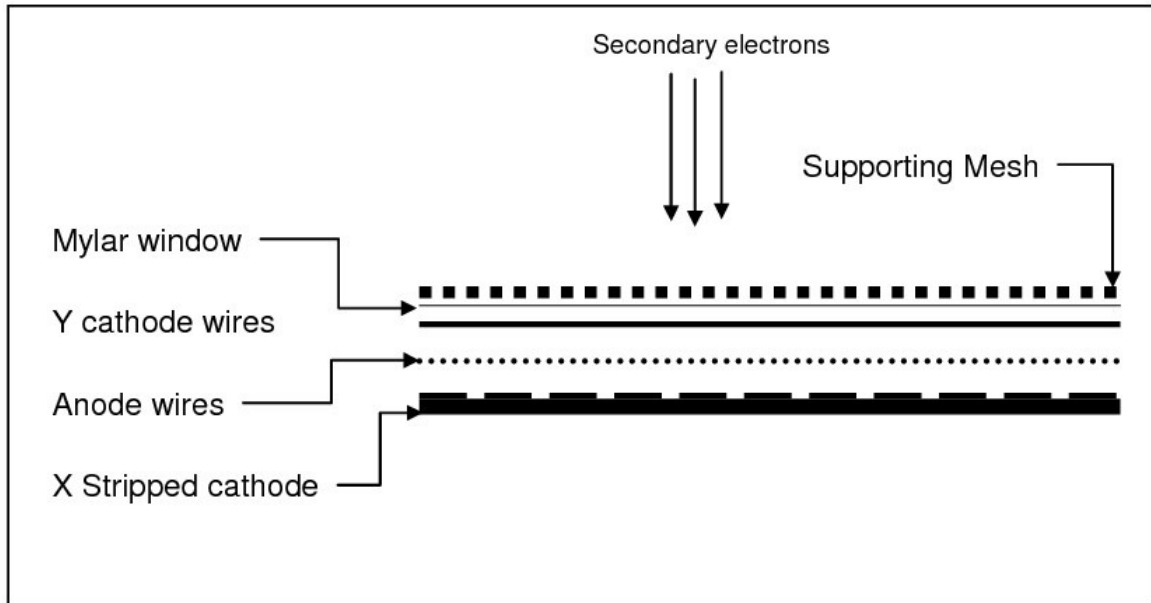 Secondary electrons
Supporting Mesh
Mylar window
Y cathode wires
Anode wires
X Stripped cathode